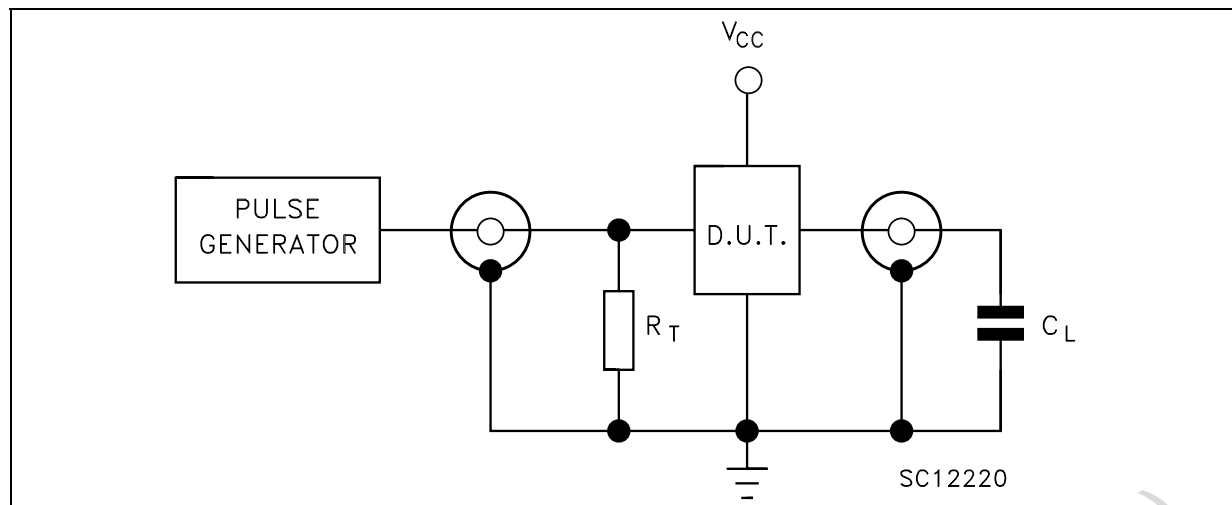 VCC
PULSE
GENERATOR
D.U.T.
RT
CL
SC12220